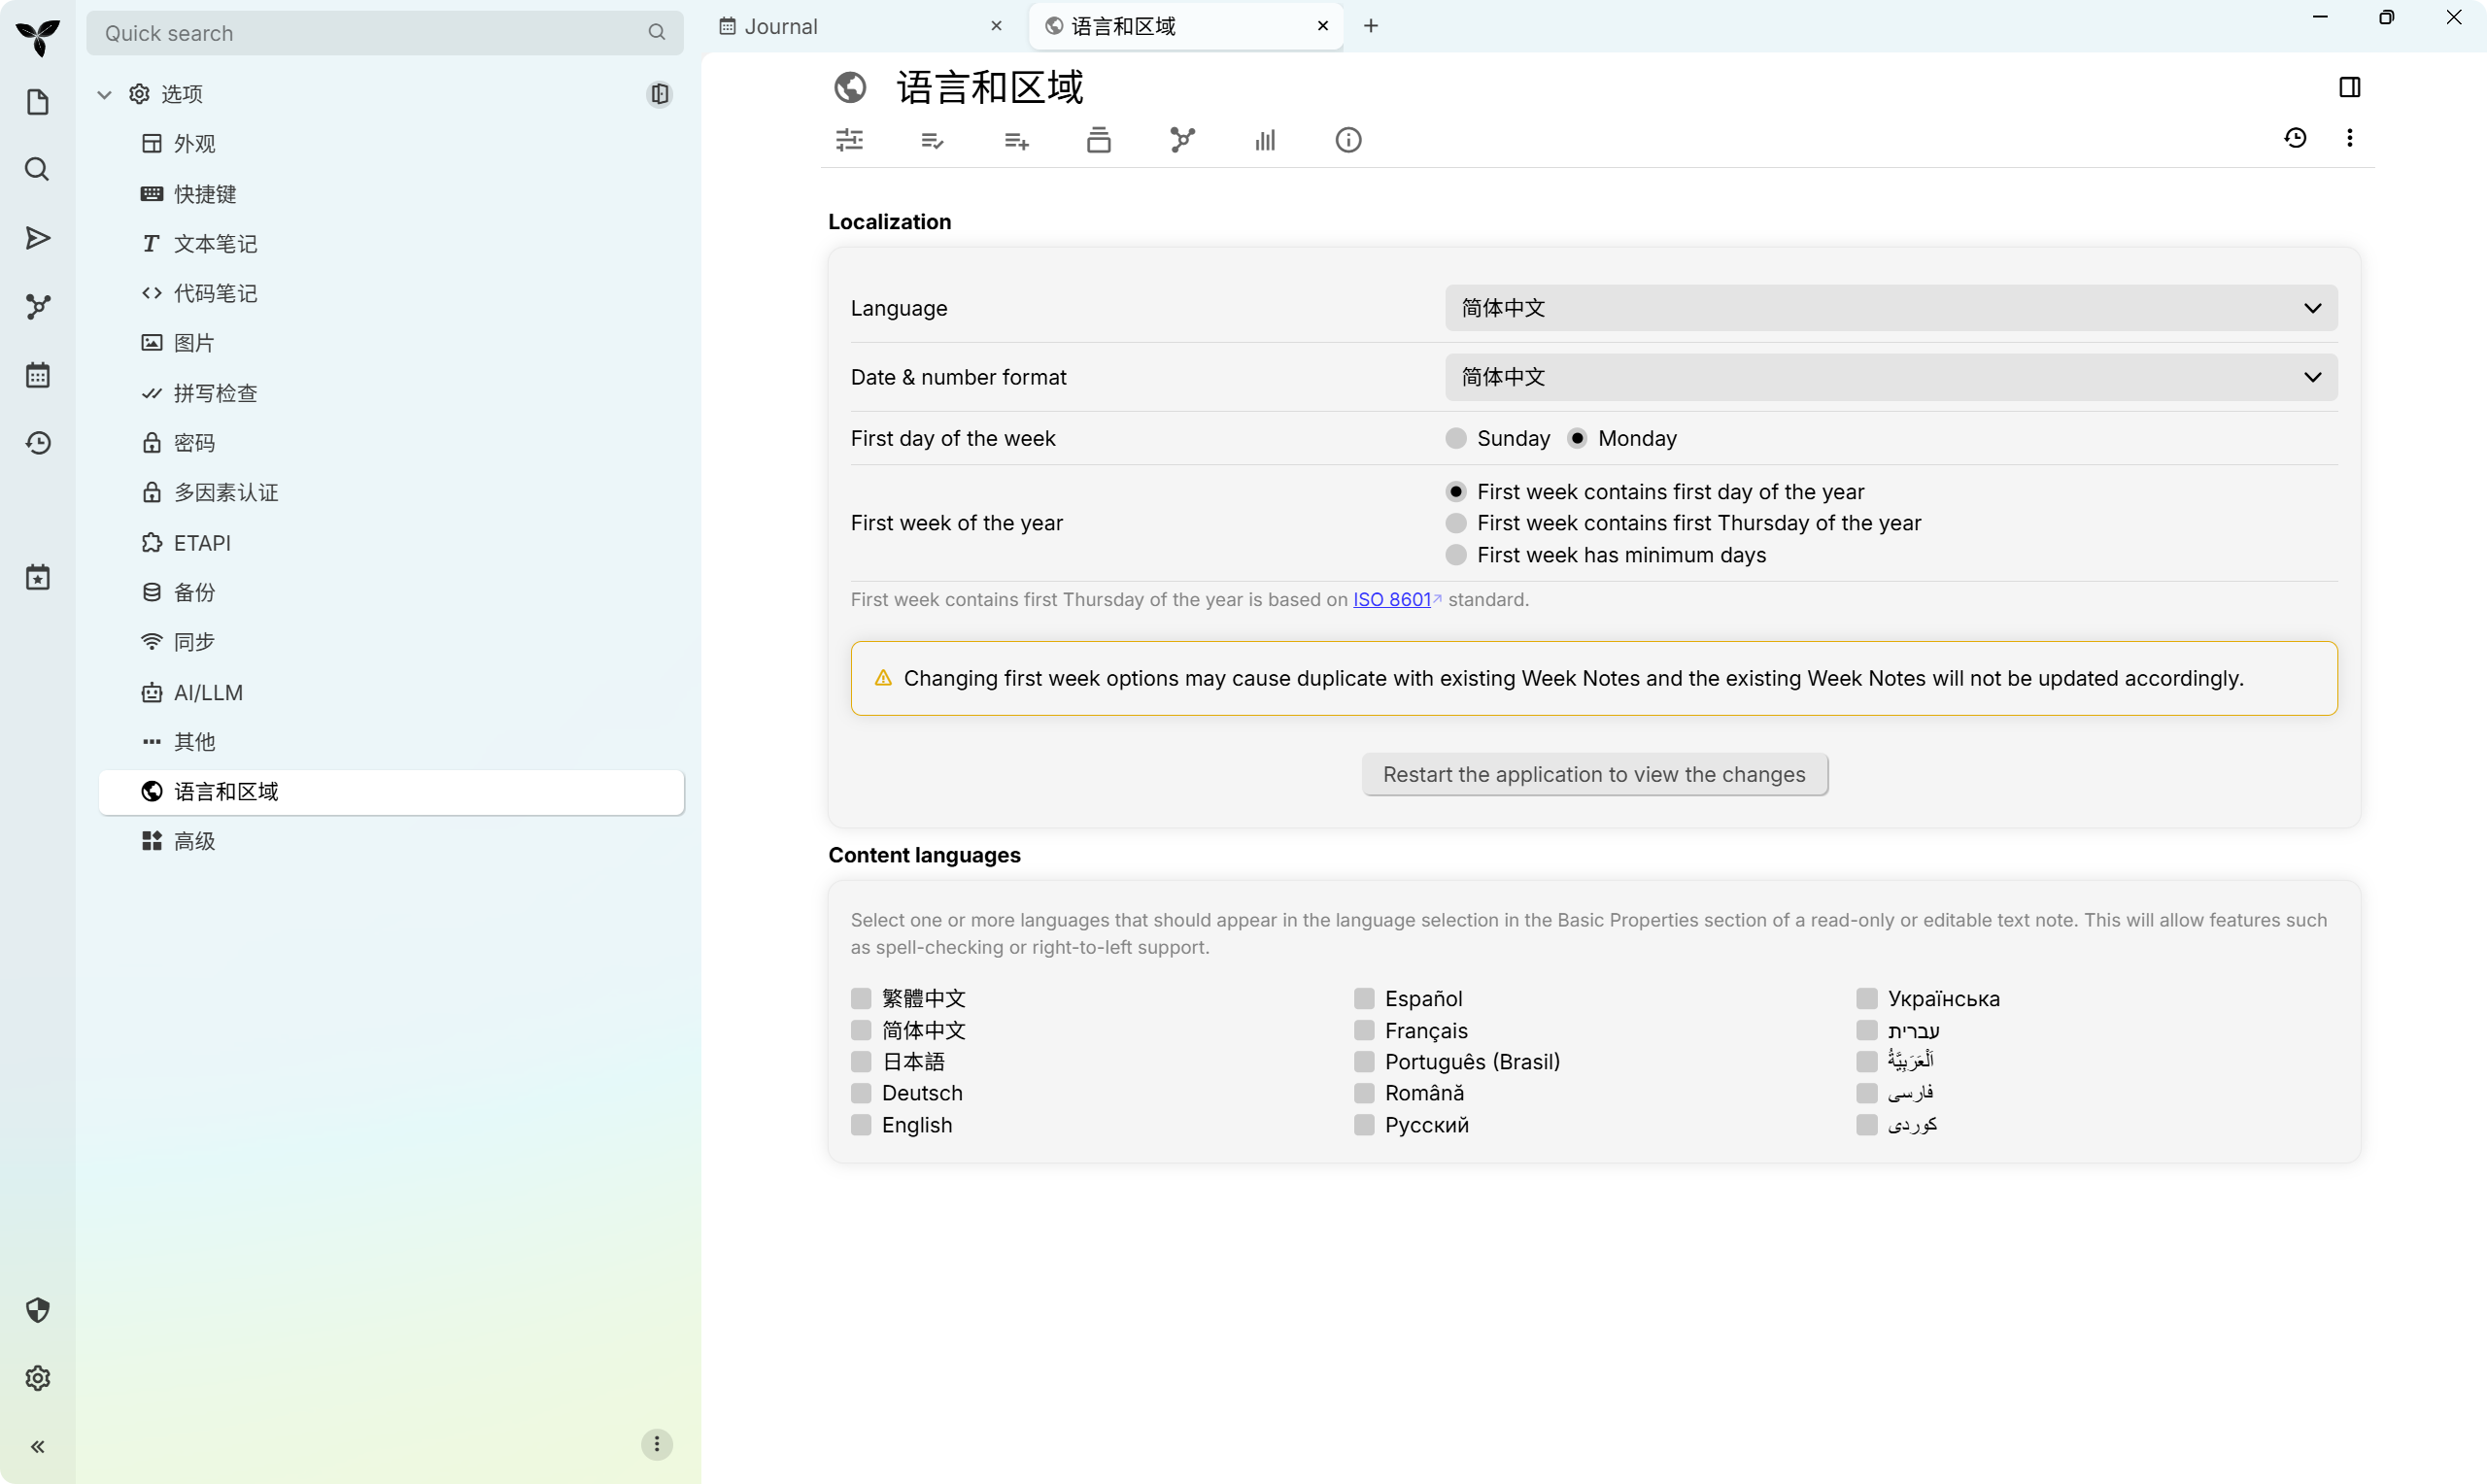 Quick search
选项
外观
快捷键
文本笔记
代码笔记
图片
拼写检查
密码
多因素认证
ETAPI
备份
同步
AI/LLM
其他
语言和区域
高级
Journal
语言和区域
语言和区域
Localization
Language
简体中文
Date & number format
简体中文
First day of the week
Sunday
Monday
First week of the year
First week contains first day of the year
First week contains first Thursday of the year
First week has minimum days
First week contains first Thursday of the year is based on ISO 8601 standard.
Changing first week options may cause duplicate with existing Week Notes and the existing Week Notes will not be updated accordingly.
Restart the application to view the changes
Content languages
Select one or more languages that should appear in the language selection in the Basic Properties section of a read-only or editable text note. This will allow features such
as spell-checking or right-to-left support.
繁體中文
简体中文
日本語
Deutsch
English
Español
Français
Português (Brasil)
Română
Русский
Українська
עברית
اَلْعَرَبِيَّةُ
فارسی
کوردی